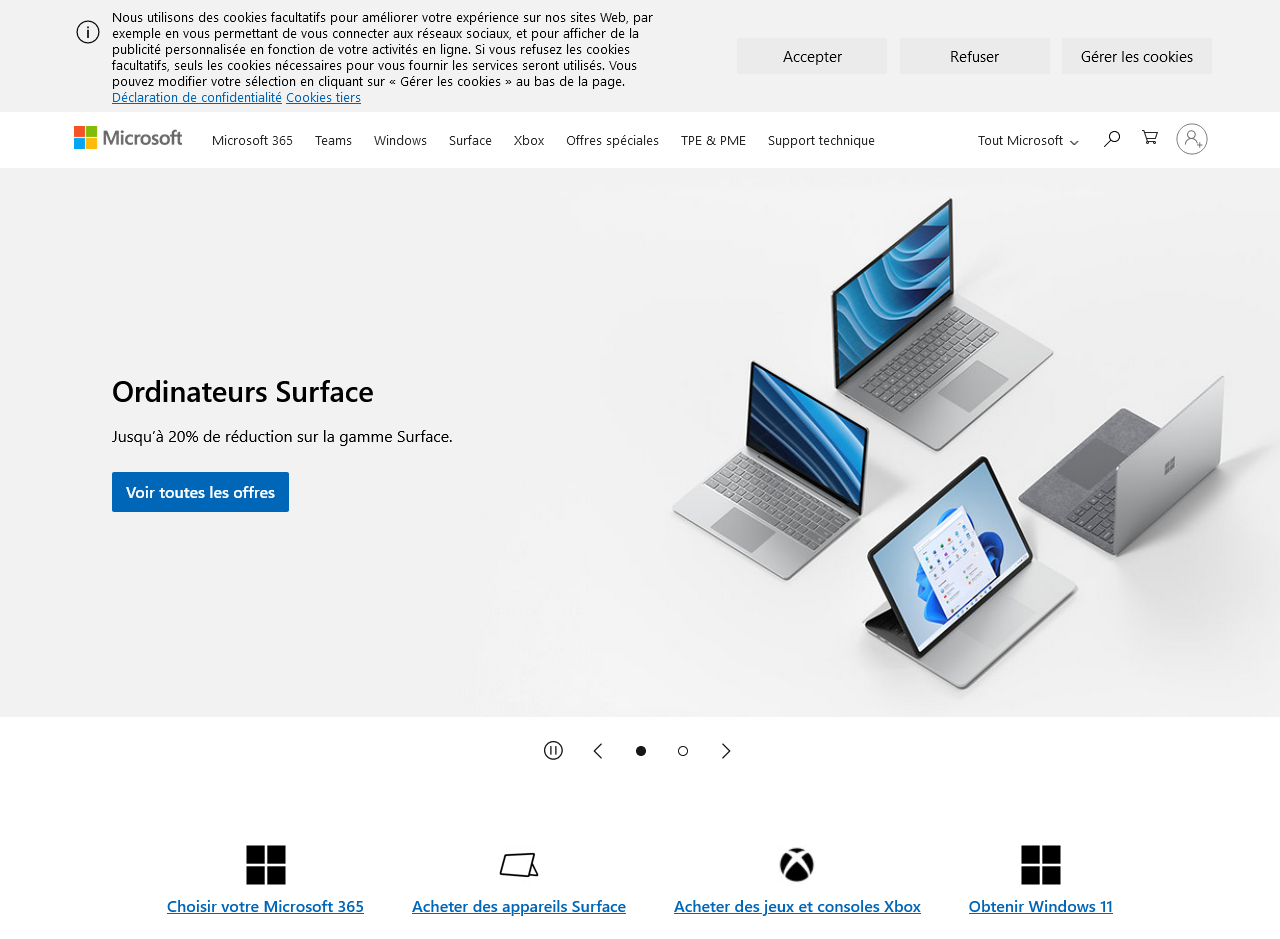 Nous utilisons des cookies facultatifs pour améliorer votre expérience sur nos sites Web, par
exemple en vous permettant de vous connecter aux réseaux sociaux, et pour afficher de la
publicité personnalisée en fonction de votre activités en ligne. Si vous refusez les cookies
facultatifs, seuls les cookies nécessaires pour vous fournir les services seront utilisés. Vous
pouvez modifier votre sélection en cliquant sur « Gérer les cookies » au bas de la page.
Déclaration de confidentialité Cookies tiers
Accepter
Refuser
Gérer les cookies
Microsoft
Microsoft 365
Teams
Windows
Surface
Xbox
Offres spéciales
TPE & PME
Support technique
Tout Microsoft
Ordinateurs Surface
Jusqu’à 20% de réduction sur la gamme Surface.
Voir toutes les offres
Choisir votre Microsoft 365
Acheter des appareils Surface
Acheter des jeux et consoles Xbox
Obtenir Windows 11